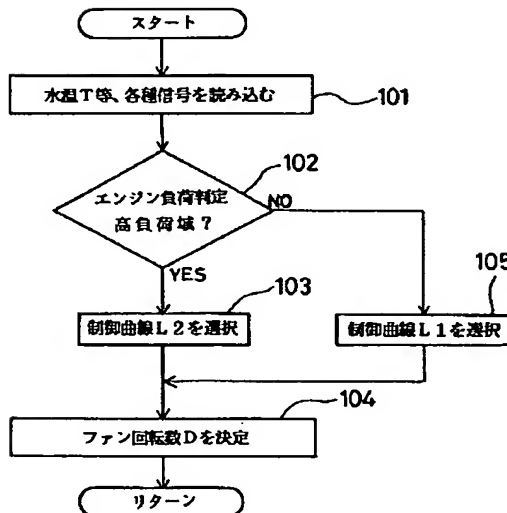 スタート
水温T等、各種信号を読み込む
101
102
エンジン負荷判定
高負荷域?
NO
YES
103
105
制御曲線L2を選択
制御曲線L1を選択
104
ファン回転数Dを決定
リターン